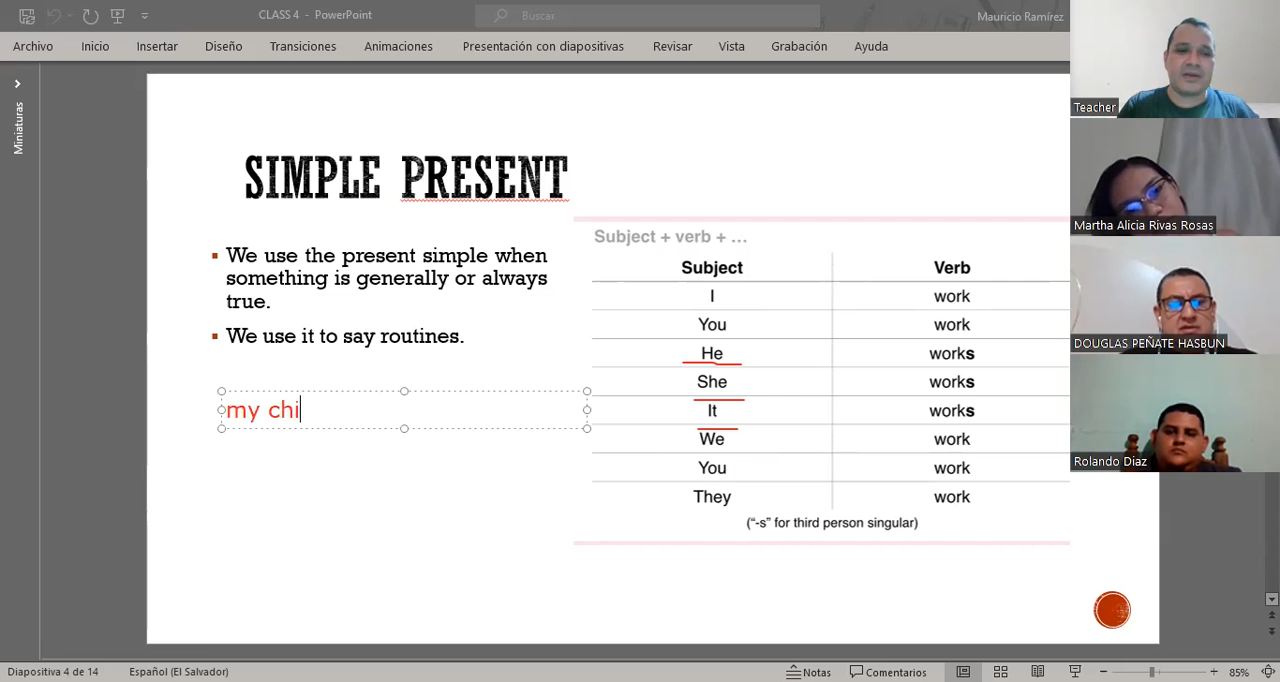 CLASS 4 - PowerPoint
Buscar
Mauricio Ramírez
Archivo Inicio Insertar Diseño Transiciones Animaciones Presentación con diapositivas Revisar Vista Grabación Ayuda
Miniaturas
SIMPLE PRESENT
We use the present simple when
something is generally or always
true.
We use it to say routines.
my chi
Subject + verb + ...
Subject Verb
I work
You work
He works
She works
It works
We work
You work
They work
("-s" for third person singular)
Teacher
Martha Alicia Rivas Rosas
DOUGLAS PEÑATE HASBUN
Rolando Diaz
Diapositiva 4 de 14 Español (El Salvador) Notas Comentarios 85%